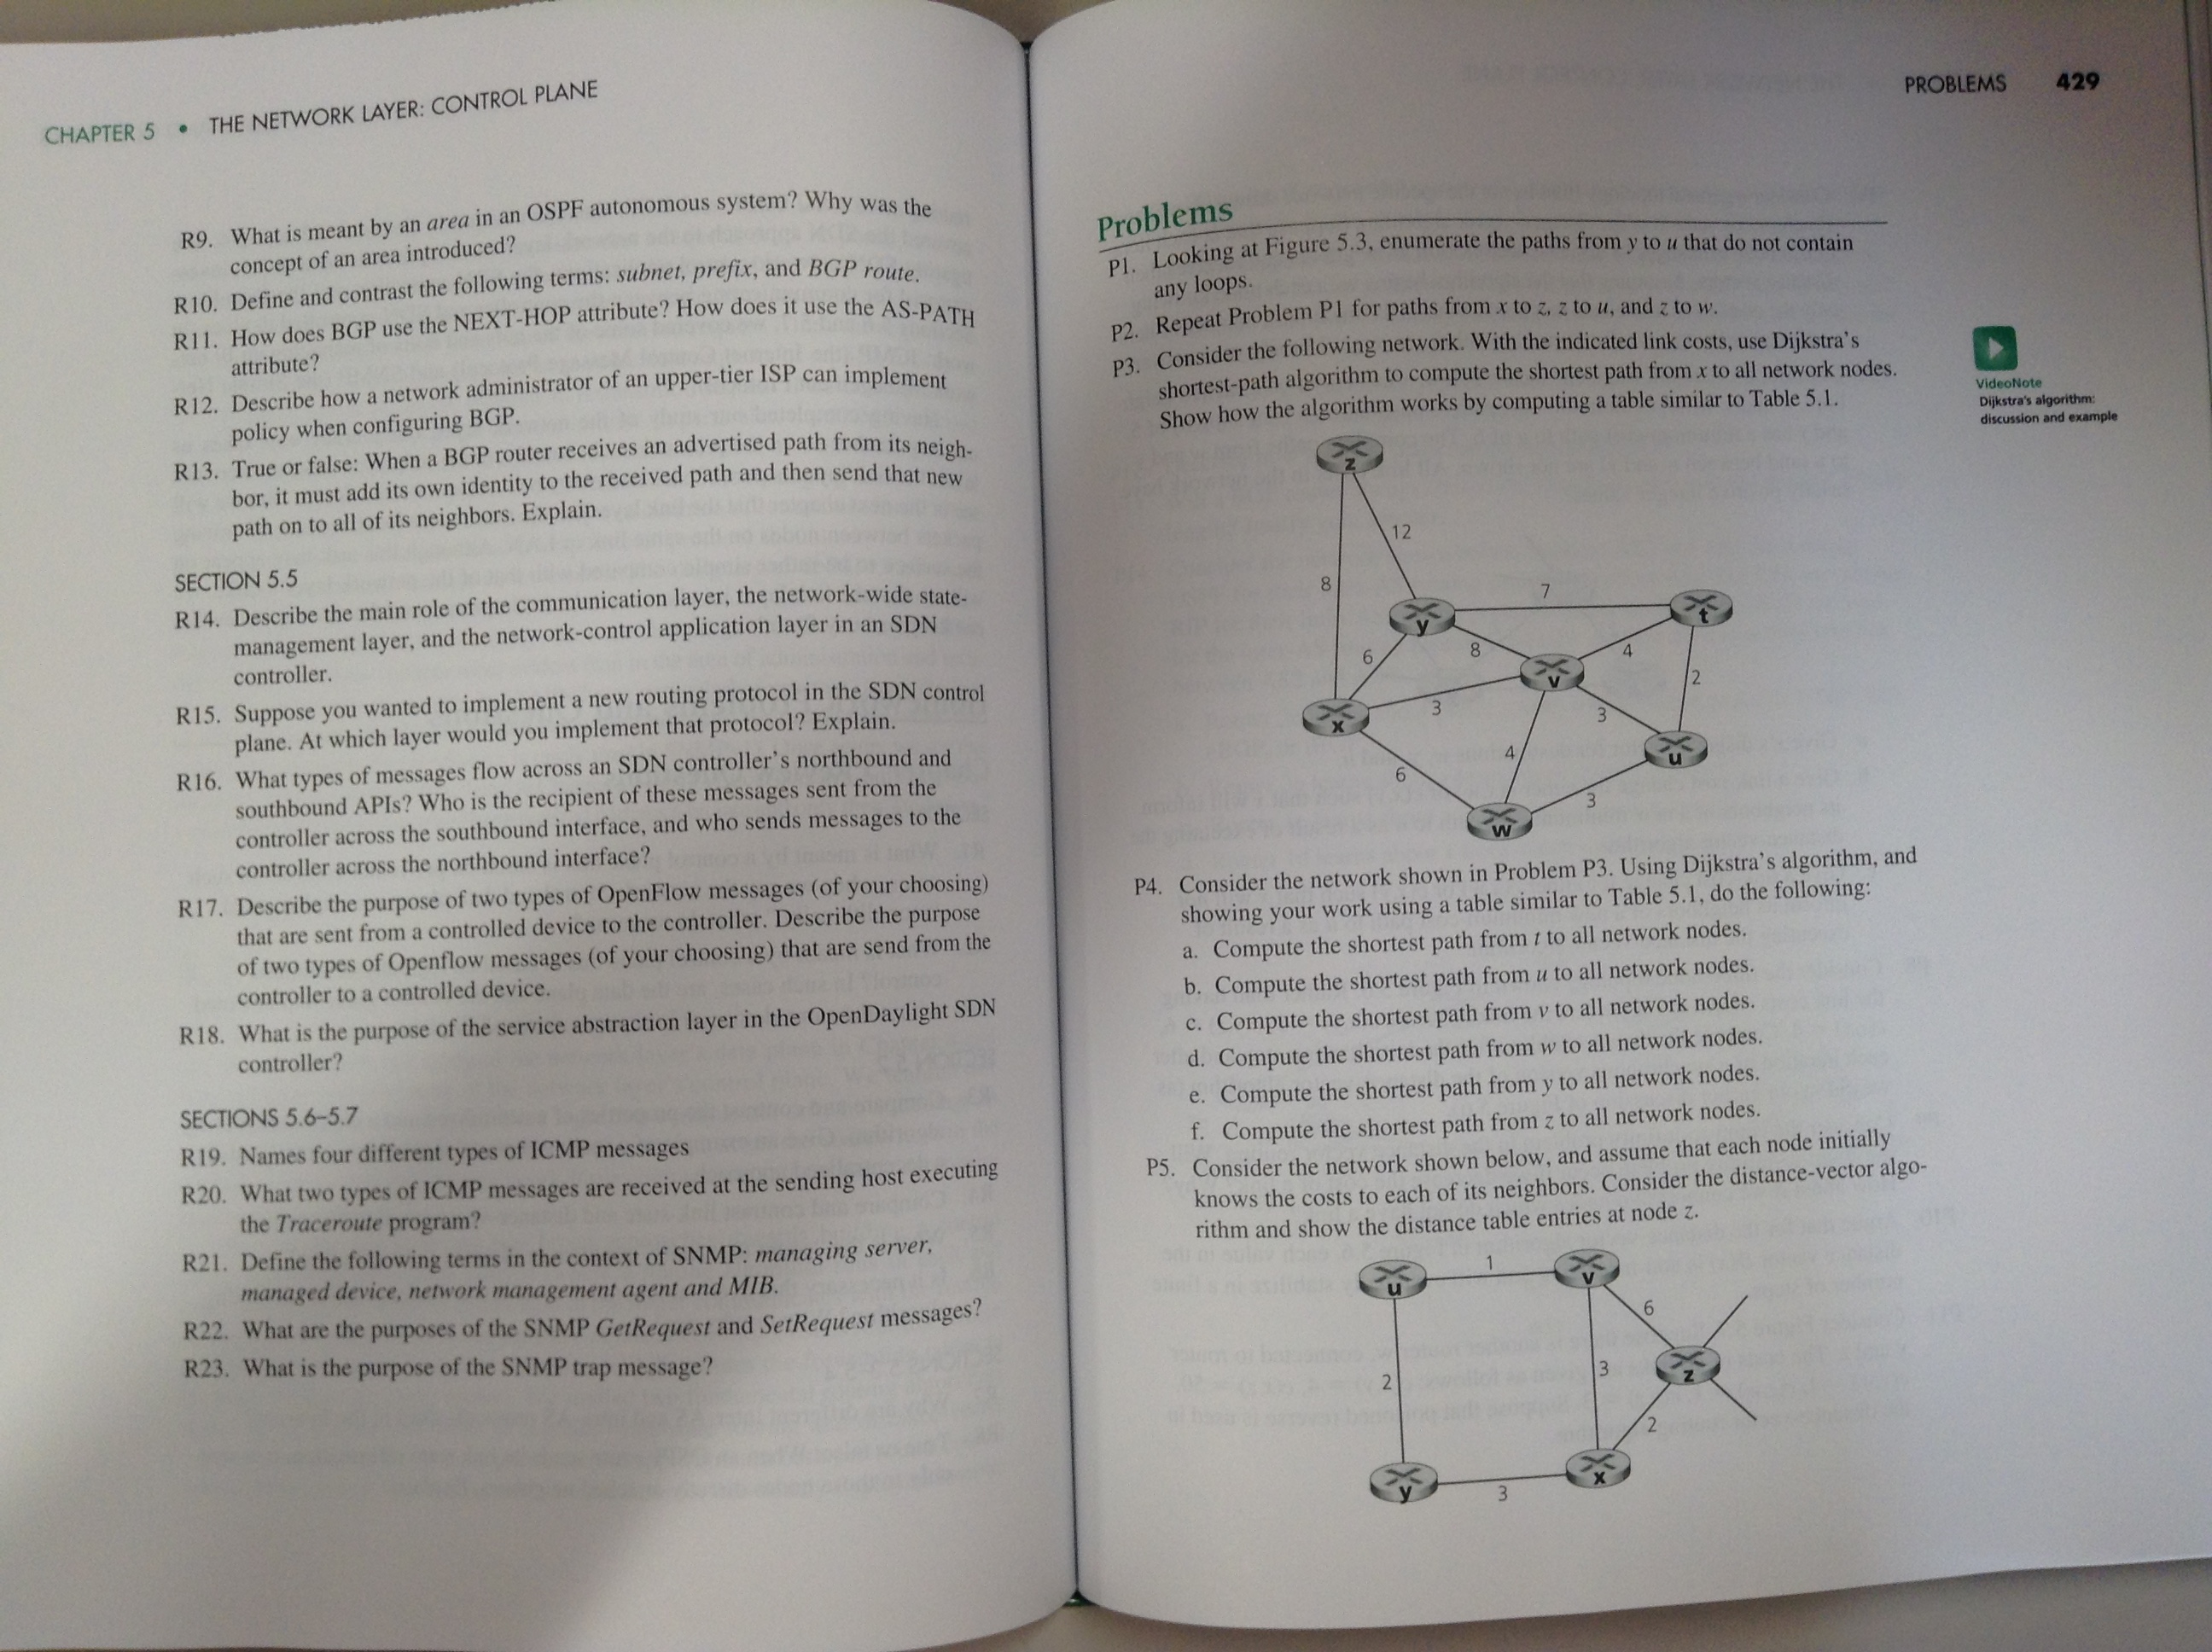 CHAPTER 5 • THE NETWORK LAYER: CONTROL PLANE
R9. What is meant by an area in an OSPF autonomous system? Why was the
concept of an area introduced?
R10. Define and contrast the following terms: subnet, prefix, and BGP route.
R11. How does BGP use the NEXT-HOP attribute? How does it use the AS-PATH
attribute?
R12. Describe how a network administrator of an upper-tier ISP can implement
policy when configuring BGP.
R13. True or false: When a BGP router receives an advertised path from its neigh-
bor, it must add its own identity to the received path and then send that new
path on to all of its neighbors. Explain.
SECTION 5.5
R14. Describe the main role of the communication layer, the network-wide state-
management layer, and the network-control application layer in an SDN
controller.
R15. Suppose you wanted to implement a new routing protocol in the SDN control
plane. At which layer would you implement that protocol? Explain.
R16. What types of messages flow across an SDN controller's northbound and
southbound APIs? Who is the recipient of these messages sent from the
controller across the southbound interface, and who sends messages to the
controller across the northbound interface?
R17. Describe the purpose of two types of OpenFlow messages (of your choosing)
that are sent from a controlled device to the controller. Describe the purpose
of two types of Openflow messages (of your choosing) that are send from the
controller to a controlled device.
R18. What is the purpose of the service abstraction layer in the OpenDaylight SDN
controller?
SECTIONS 5.6–5.7
R19. Names four different types of ICMP messages
R20. What two types of ICMP messages are received at the sending host executing
the Traceroute program?
R21. Define the following terms in the context of SNMP: managing server,
managed device, network management agent and MIB.
R22. What are the purposes of the SNMP GetRequest and SetRequest messages?
R23. What is the purpose of the SNMP trap message?
PROBLEMS 429
Problems
P1. Looking at Figure 5.3, enumerate the paths from y to u that do not contain
any loops.
P2. Repeat Problem P1 for paths from x to z, z to u, and z to w.
P3. Consider the following network. With the indicated link costs, use Dijkstra's
shortest-path algorithm to compute the shortest path from x to all network nodes.
Show how the algorithm works by computing a table similar to Table 5.1.
VideoNote
Dijkstra's algorithm:
discussion and example
z
12
8
7
y
t
6
8
4
2
x
3
v
3
u
6
4
3
w
P4. Consider the network shown in Problem P3. Using Dijkstra's algorithm, and
showing your work using a table similar to Table 5.1, do the following:
a. Compute the shortest path from t to all network nodes.
b. Compute the shortest path from u to all network nodes.
c. Compute the shortest path from v to all network nodes.
d. Compute the shortest path from w to all network nodes.
e. Compute the shortest path from y to all network nodes.
f. Compute the shortest path from z to all network nodes.
P5. Consider the network shown below, and assume that each node initially
knows the costs to each of its neighbors. Consider the distance-vector algo-
rithm and show the distance table entries at node z.
u
1
v
6
2
3
z
2
y
3
x